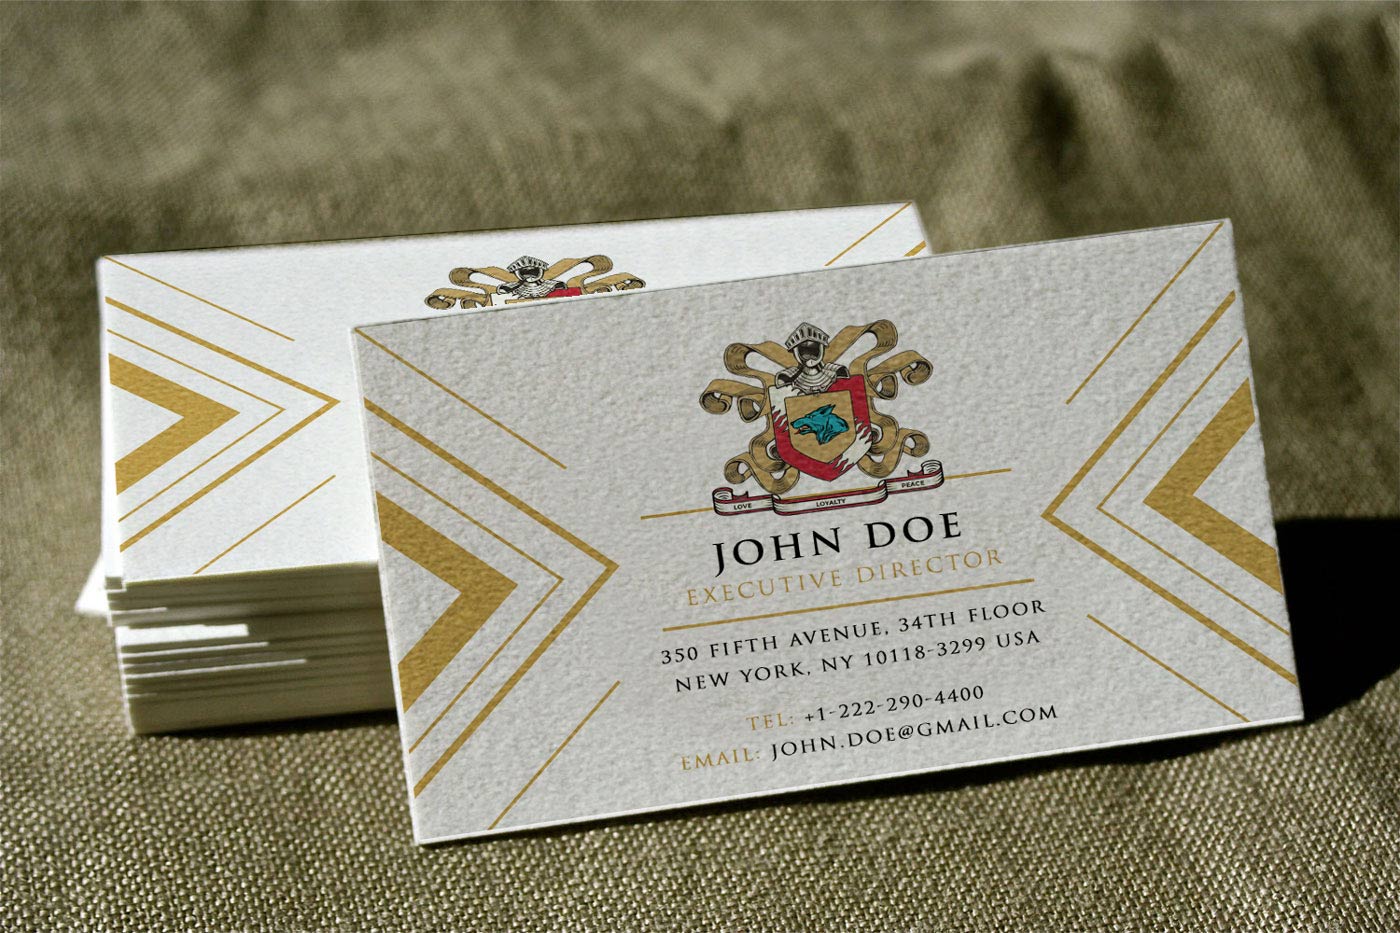 LOVE LOYALTY PEACE
JOHN DOE
EXECUTIVE DIRECTOR
350 FIFTH AVENUE, 34TH FLOOR
NEW YORK, NY 10118-3299 USA
TEL: +1-222-290-4400
EMAIL: JOHN.DOE@GMAIL.COM